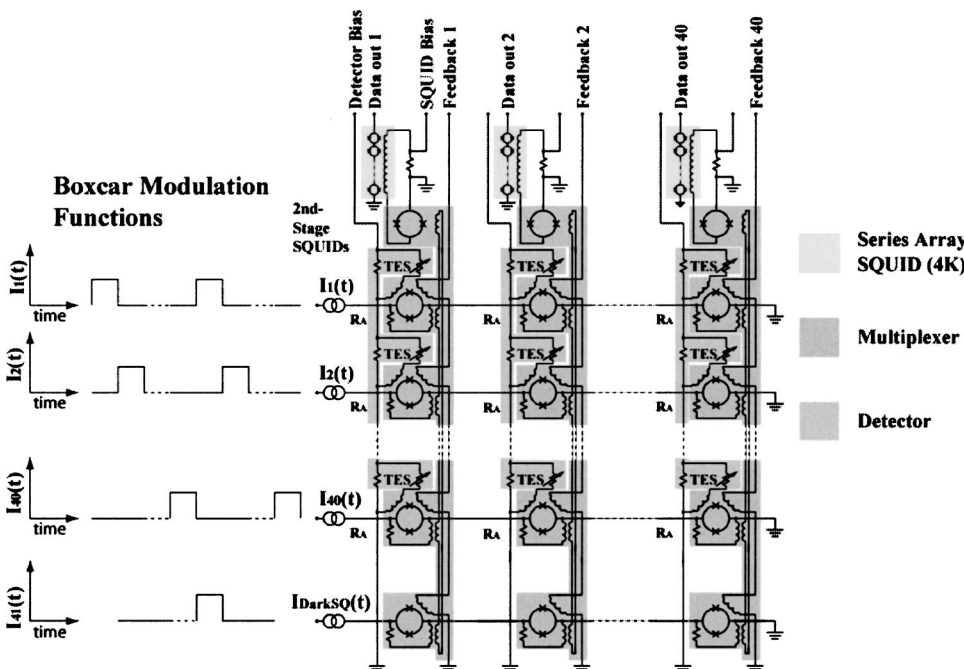 Detector Bias
Data out 1
SQUID Bias
Feedback 1
Data out 2
Feedback 2
Data out 40
Feedback 40
Boxcar Modulation
Functions
2nd-
Stage
SQUIDs
Series Array
SQUID (4K)
Multiplexer
Detector
I1(t)
time
I1(t)
TES
TES
TES
RA
RA
RA
I2(t)
time
I2(t)
TES
TES
TES
RA
RA
RA
I40(t)
time
I40(t)
TES
TES
TES
RA
RA
RA
I41(t)
time
IDarkSQ(t)